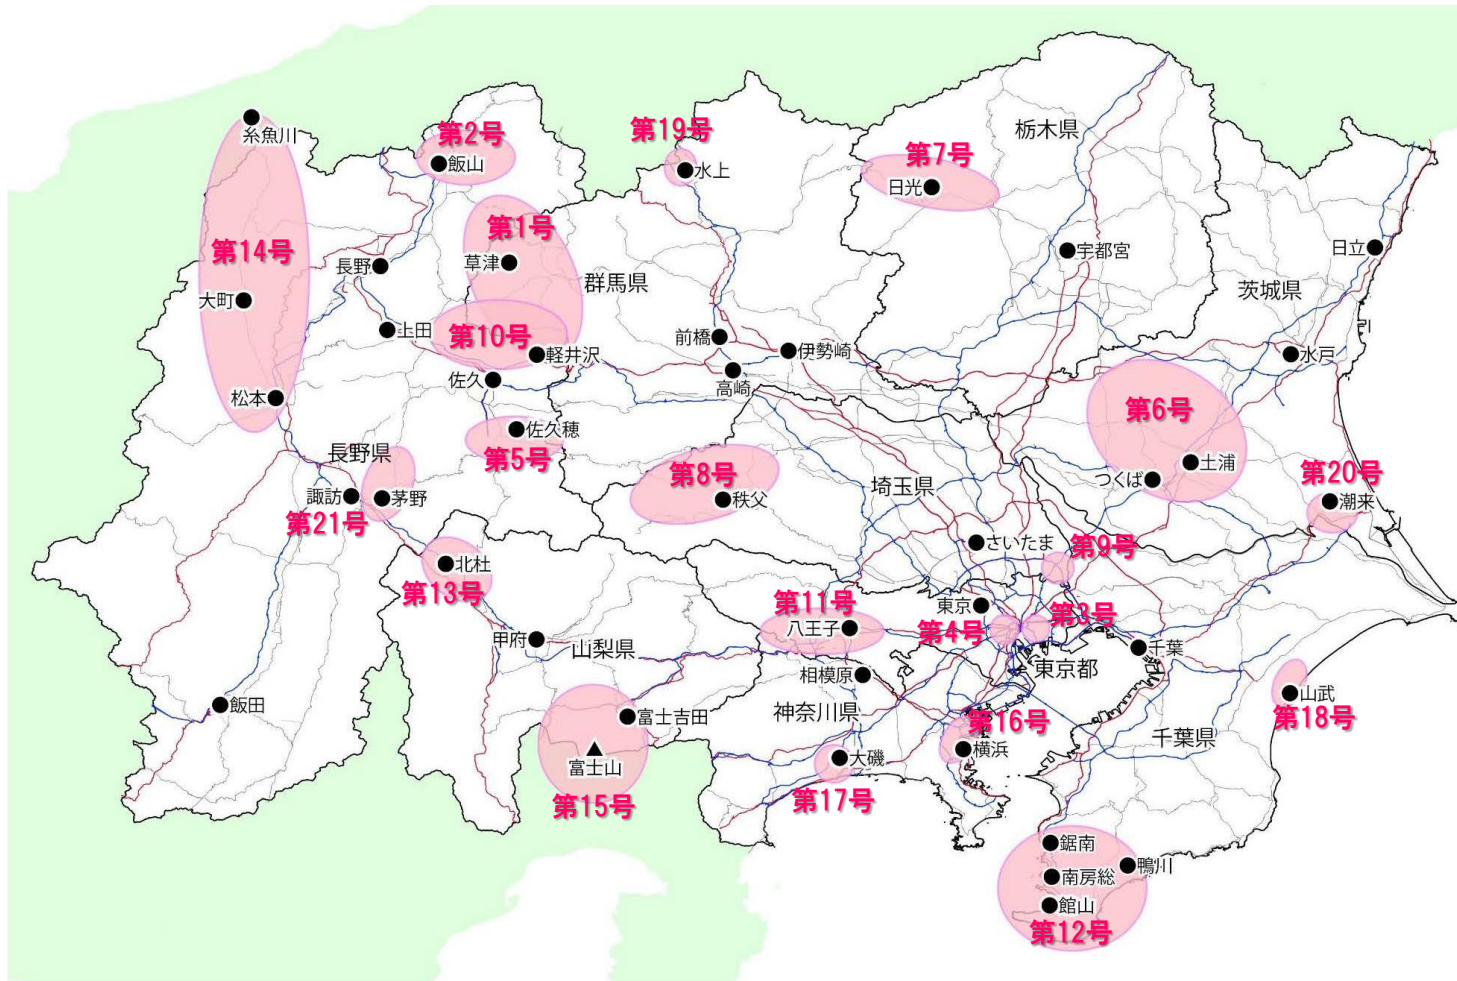 糸魚川
第2号
飯山
第19号
水上
第7号
日光
栃木県
第14号
大町
長野
第1号
草津
群馬県
宇都宮
日立
茨城県
上田
第10号
軽井沢
前橋
伊勢崎
高崎
水戸
松本
佐久
第6号
佐久穂
第5号
長野県
諏訪
茅野
第21号
第8号
秩父
埼玉県
つくば
土浦
第20号
潮来
さいたま
第9号
北杜
第13号
第11号
八王子
東京
第4号
第3号
千葉
甲府
山梨県
相模原
東京都
飯田
富士吉田
富士山
第15号
神奈川県
第16号
横浜
大磯
第17号
千葉県
山武
第18号
鋸南
鴨川
南房総
館山
第12号